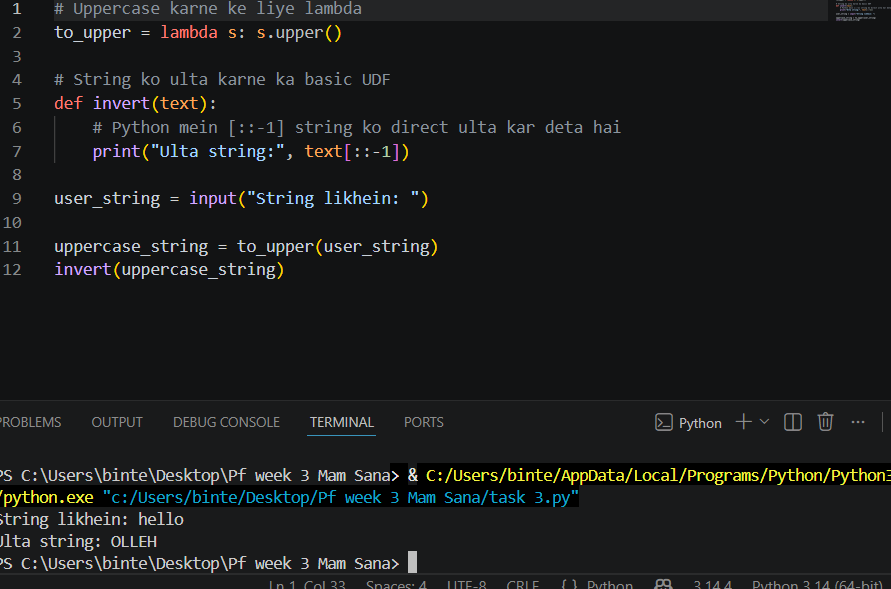 1 # Uppercase karne ke liye lambda
2 to_upper = lambda s: s.upper()
3
4 # String ko ulta karne ka basic UDF
5 def invert(text):
6     # Python mein [::-1] string ko direct ulta kar deta hai
7     print("Ulta string:", text[::-1])
8
9 user_string = input("String likhein: ")
10
11 uppercase_string = to_upper(user_string)
12 invert(uppercase_string)
PROBLEMS OUTPUT DEBUG CONSOLE TERMINAL PORTS Python
PS C:\Users\binte\Desktop\Pf week 3 Mam Sana> & C:/Users/binte/AppData/Local/Programs/Python/Python3
/python.exe "c:/Users/binte/Desktop/Pf week 3 Mam Sana/task 3.py"
String likhein: hello
Ulta string: OLLEH
PS C:\Users\binte\Desktop\Pf week 3 Mam Sana>
Ln 1, Col 33 Spaces: 4 UTF-8 CRLF {} Python 3.14.4 Python 3.14 (64-bit)